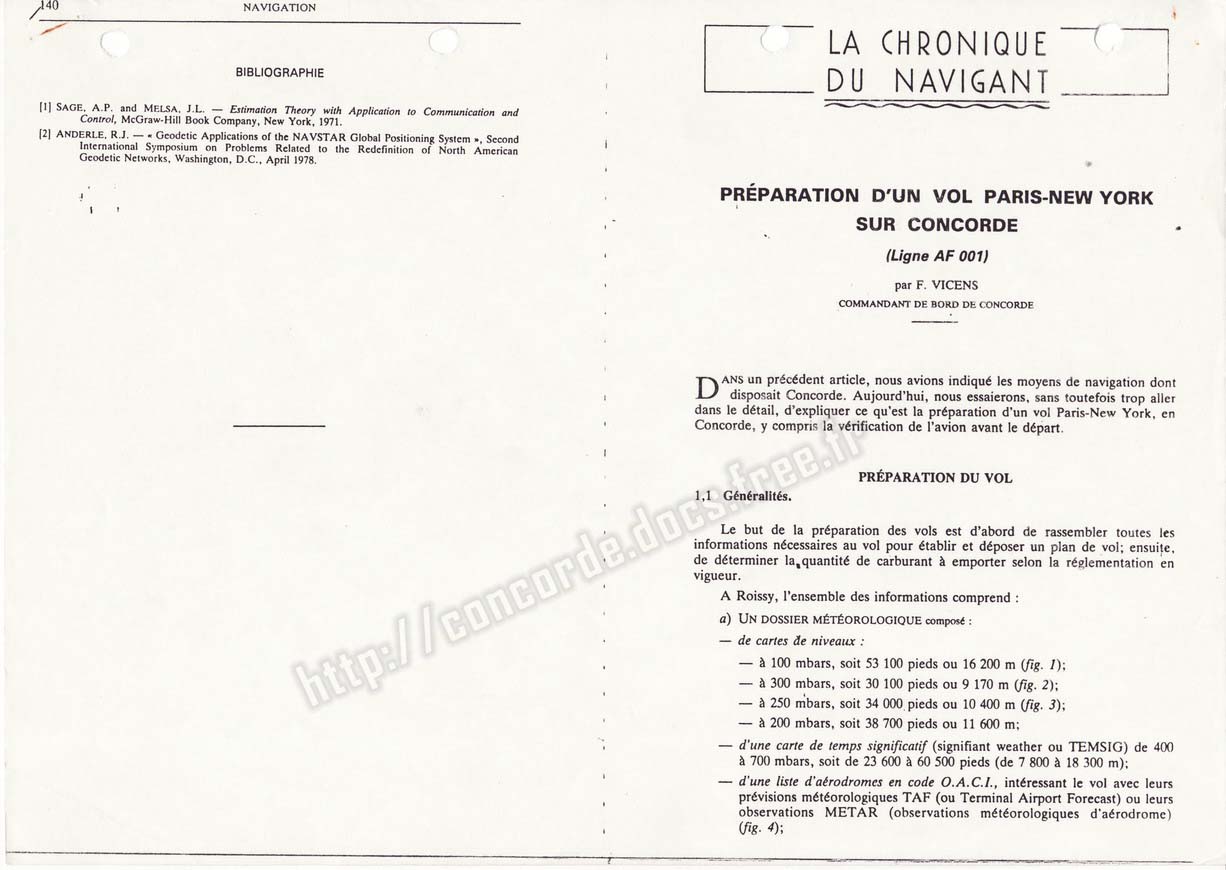 140
NAVIGATION
BIBLIOGRAPHIE
[1] SAGE, A.P. and MELSA, J.L. — Estimation Theory with Application to Communication and
Control, McGraw-Hill Book Company, New York, 1971.
[2] ANDERLE, R.J. — « Geodetic Applications of the NAVSTAR Global Positioning System », Second
International Symposium on Problems Related to the Redefinition of North American
Geodetic Networks, Washington, D.C., April 1978.
LA CHRONIQUE
DU NAVIGANT
PRÉPARATION D'UN VOL PARIS-NEW YORK
SUR CONCORDE
(Ligne AF 001)
par F. VICENS
COMMANDANT DE BORD DE CONCORDE
DANS un précédent article, nous avions indiqué les moyens de navigation dont
disposait Concorde. Aujourd'hui, nous essaierons, sans toutefois trop aller
dans le détail, d'expliquer ce qu'est la préparation d'un vol Paris-New York, en
Concorde, y compris la vérification de l'avion avant le départ.
PRÉPARATION DU VOL
1,1 Généralités.
Le but de la préparation des vols est d'abord de rassembler toutes les
informations nécessaires au vol pour établir et déposer un plan de vol; ensuite,
de déterminer la quantité de carburant à emporter selon la réglementation en
vigueur.
A Roissy, l'ensemble des informations comprend :
a) UN DOSSIER MÉTÉOROLOGIQUE composé :
— de cartes de niveaux :
— à 100 mbars, soit 53 100 pieds ou 16 200 m (fig. 1);
— à 300 mbars, soit 30 100 pieds ou 9 170 m (fig. 2);
— à 250 mbars, soit 34 000 pieds ou 10 400 m (fig. 3);
— à 200 mbars, soit 38 700 pieds ou 11 600 m;
— d'une carte de temps significatif (signifiant weather ou TEMSIG) de 400
à 700 mbars, soit de 23 600 à 60 500 pieds (de 7 800 à 18 300 m);
— d'une liste d'aérodromes en code O.A.C.I., intéressant le vol avec leurs
prévisions météorologiques TAF (ou Terminal Airport Forecast) ou leurs
observations METAR (observations météorologiques d'aérodrome)
(fig. 4);
http://concorde.docs.free.fr